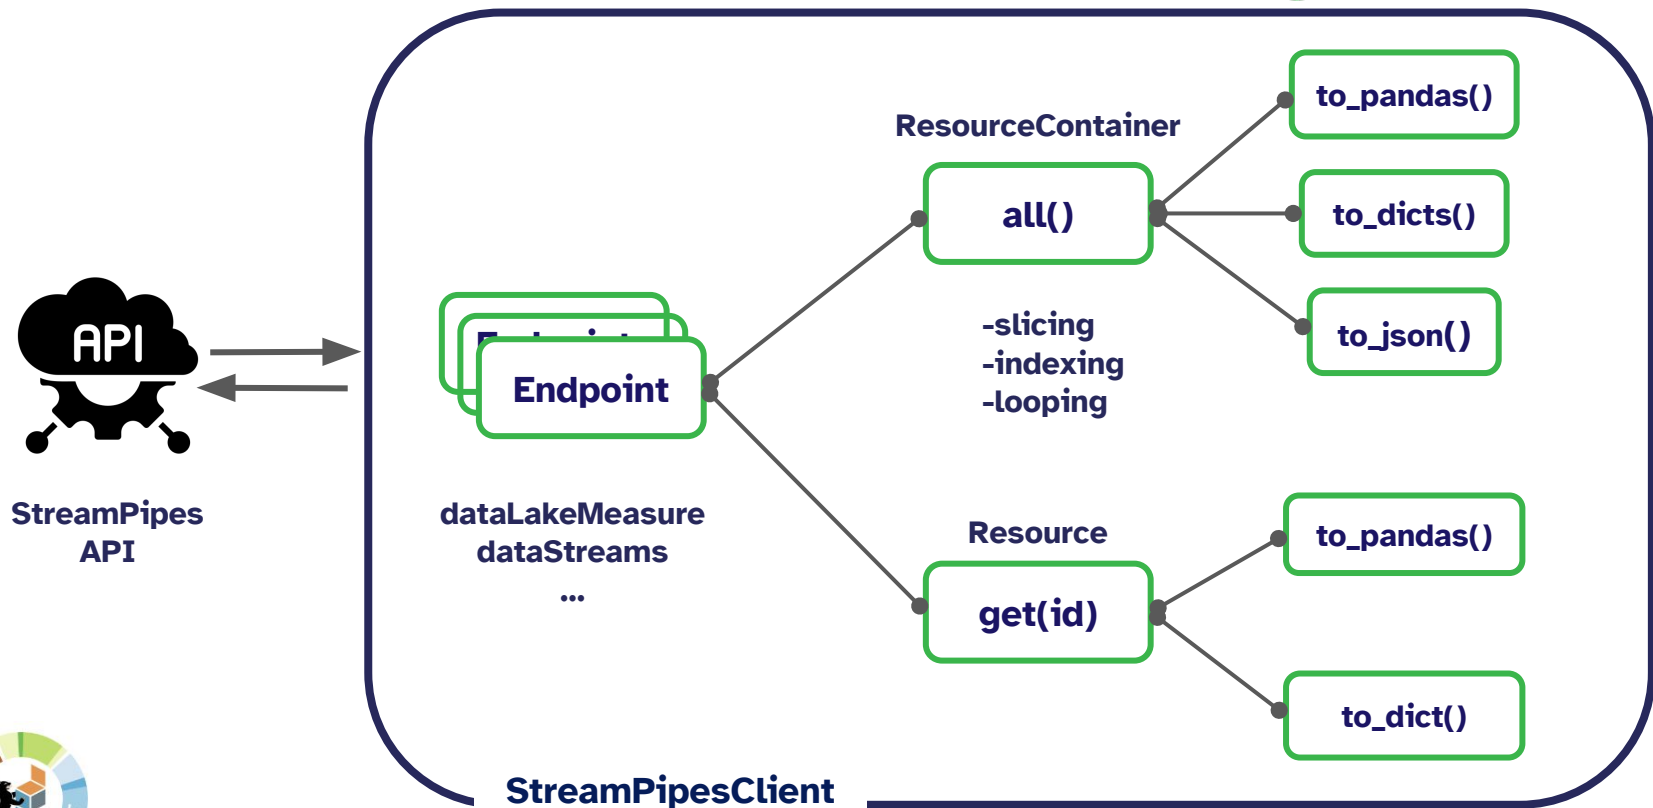 API
StreamPipes
API
Endpoint
dataLakeMeasure
dataStreams
...
ResourceContainer
all()
-slicing
-indexing
-looping
Resource
get(id)
to_pandas()
to_dicts()
to_json()
to_pandas()
to_dict()
StreamPipesClient